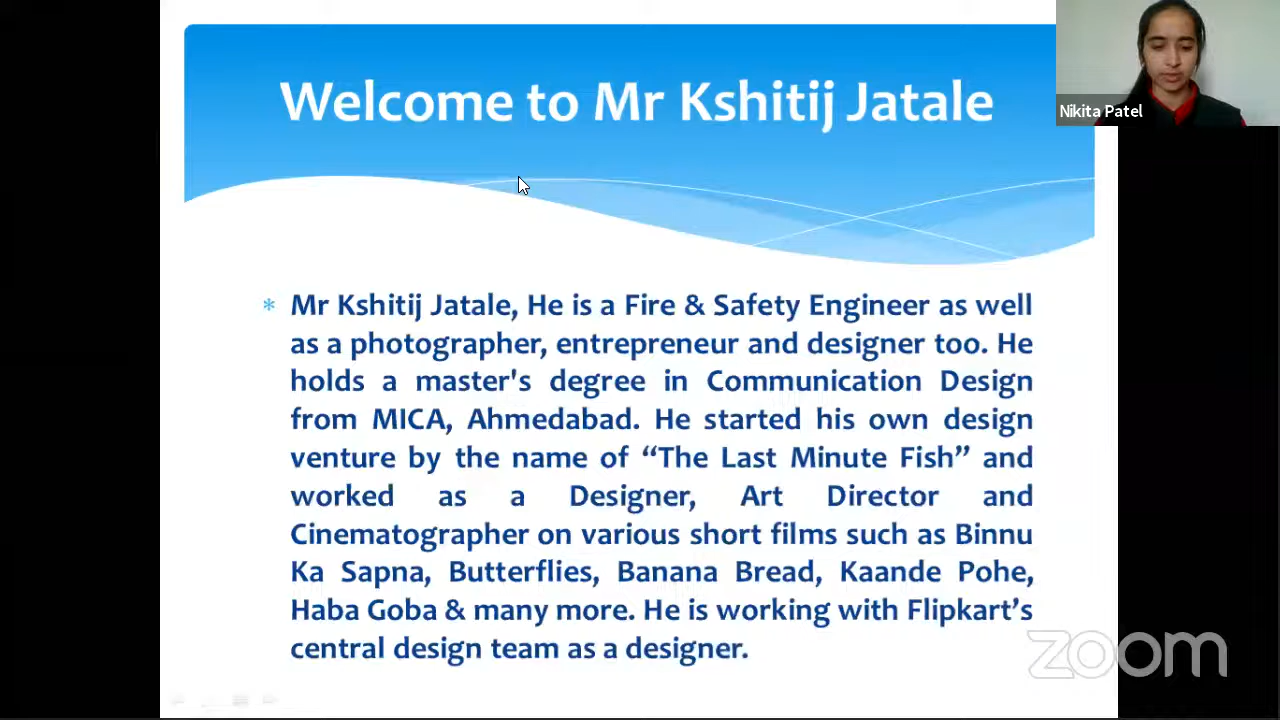 Welcome to Mr Kshitij Jatale
Nikita Patel
* Mr Kshitij Jatale, He is a Fire & Safety Engineer as well
as a photographer, entrepreneur and designer too. He
holds a master's degree in Communication Design
from MICA, Ahmedabad. He started his own design
venture by the name of “The Last Minute Fish” and
worked as a Designer, Art Director and
Cinematographer on various short films such as Binnu
Ka Sapna, Butterflies, Banana Bread, Kaande Pohe,
Haba Goba & many more. He is working with Flipkart’s
central design team as a designer.
zoom